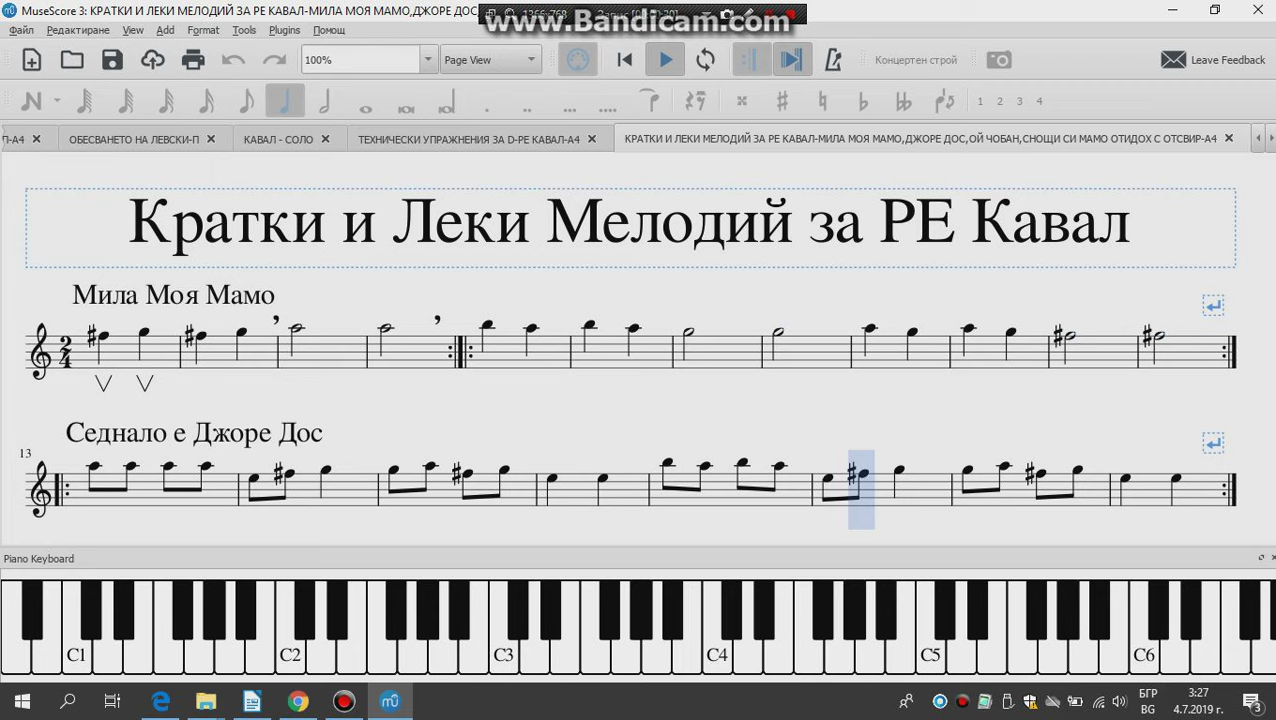 MuseScore 3: КРАТКИ И ЛЕКИ МЕЛОДИЙ ЗА РЕ КАВАЛ-МИЛА МОЯ МАМО,ДЖОРЕ ДОС
1366x768
www.Bandicam.com
Файл Редактиране View Add Format Tools Plugins Помощ
100% Page View Концертен строй Leave Feedback
1 2 3 4
П-А4 ОБЕСВАНЕТО НА ЛЕВСКИ-П КАВАЛ - СОЛО ТЕХНИЧЕСКИ УПРАЖНЕНИЯ ЗА D-РЕ КАВАЛ-А4 КРАТКИ И ЛЕКИ МЕЛОДИЙ ЗА РЕ КАВАЛ-МИЛА МОЯ МАМО,ДЖОРЕ ДОС,ОЙ ЧОБАН,СНОЩИ СИ МАМО ОТИДОХ С ОТСВИР-А4
Кратки и Леки Мелодий за РЕ Кавал
Мила Моя Мамо
2
4
Седнало е Джоре Дос
13
Piano Keyboard
C1 C2 C3 C4 C5 C6
БГР 3:27
BG 4.7.2019 г.
3